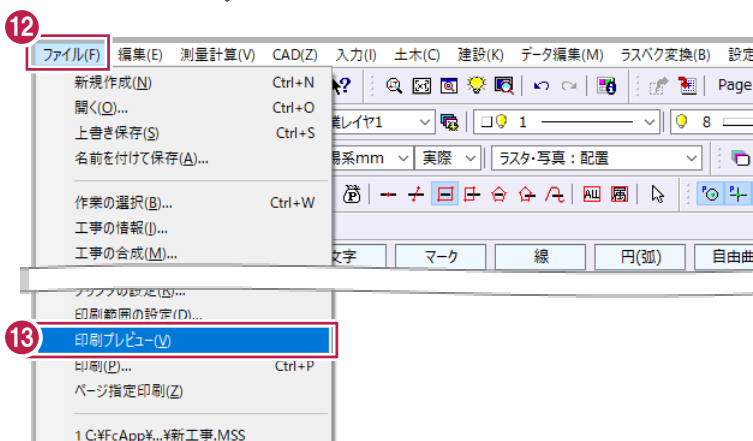 12
ファイル(F) 編集(E) 測量計算(V) CAD(Z) 入力(I) 土木(C) 建設(K) データ編集(M) ラスベク変換(B) 設定
新規作成(N) Ctrl+N
Page
開く(O)... Ctrl+O
業レイヤ1 1 8
上書き保存(S) Ctrl+S
名前を付けて保存(A)...
系mm 実際 ラスタ・写真:配置
作業の選択(B)... Ctrl+W
ALL
工事の情報(I)...
工事の合成(M)...
文字 マーク 線 円(弧) 自由曲
印刷範囲の設定(D)...
13
印刷プレビュー(V)
印刷(P)... Ctrl+P
ページ指定印刷(Z)
1 C:¥FcApp¥...¥新工事.MSS